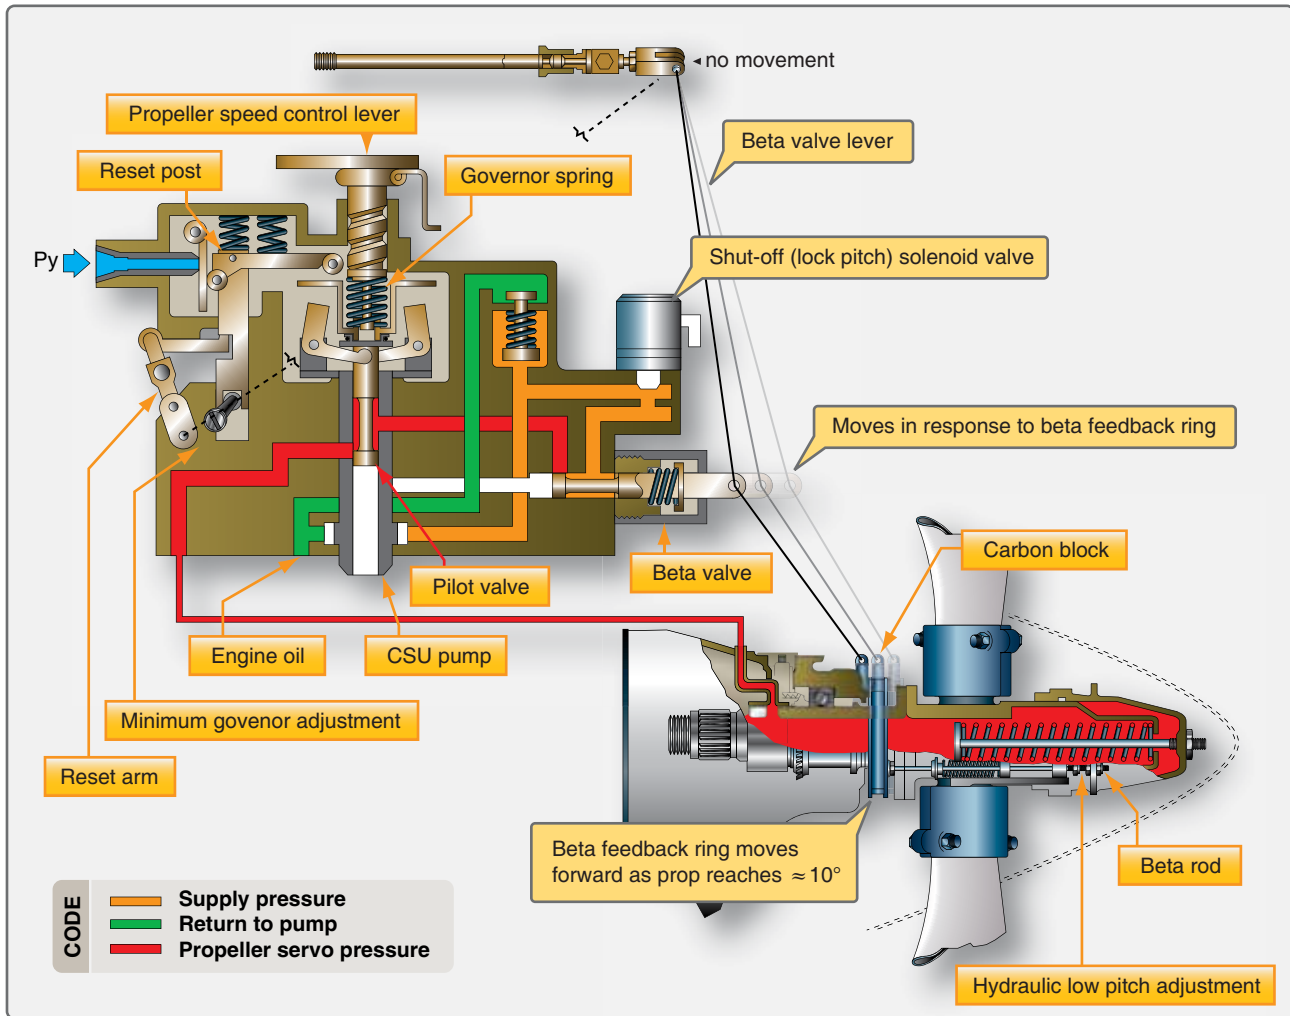 no movement
Propeller speed control lever
Beta valve lever
Reset post
Governor spring
Shut-off (lock pitch) solenoid valve
Py
Moves in response to beta feedback ring
Carbon block
Beta valve
Pilot valve
Engine oil
CSU pump
Minimum govenor adjustment
Reset arm
Beta feedback ring moves
forward as prop reaches ≈10°
Beta rod
Hydraulic low pitch adjustment
CODE
Supply pressure
Return to pump
Propeller servo pressure